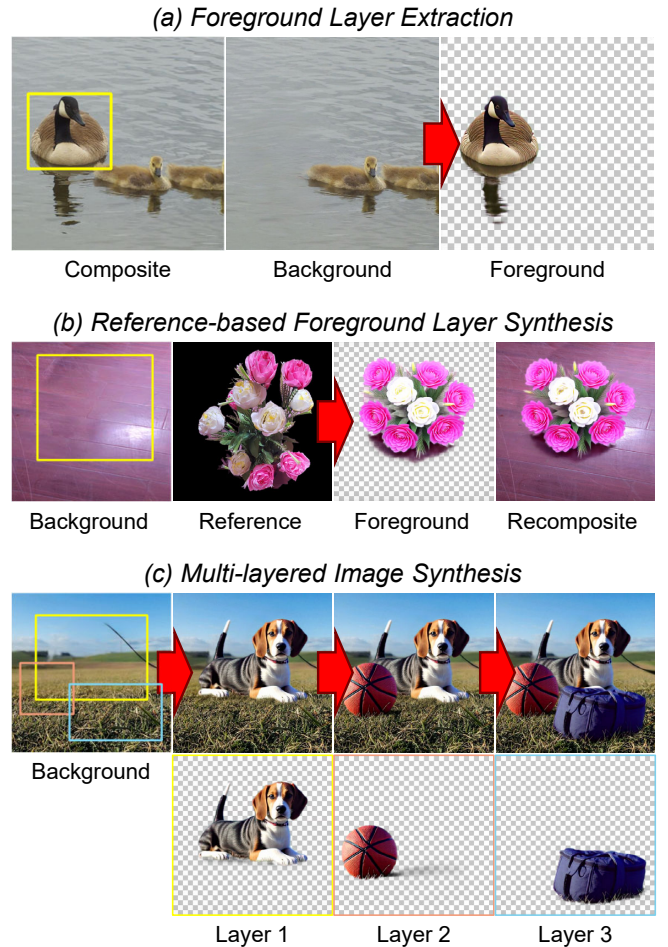 (a) Foreground Layer Extraction
Composite
Background
Foreground
(b) Reference-based Foreground Layer Synthesis
Background
Reference
Foreground
Recomposite
(c) Multi-layered Image Synthesis
Background
Layer 1
Layer 2
Layer 3